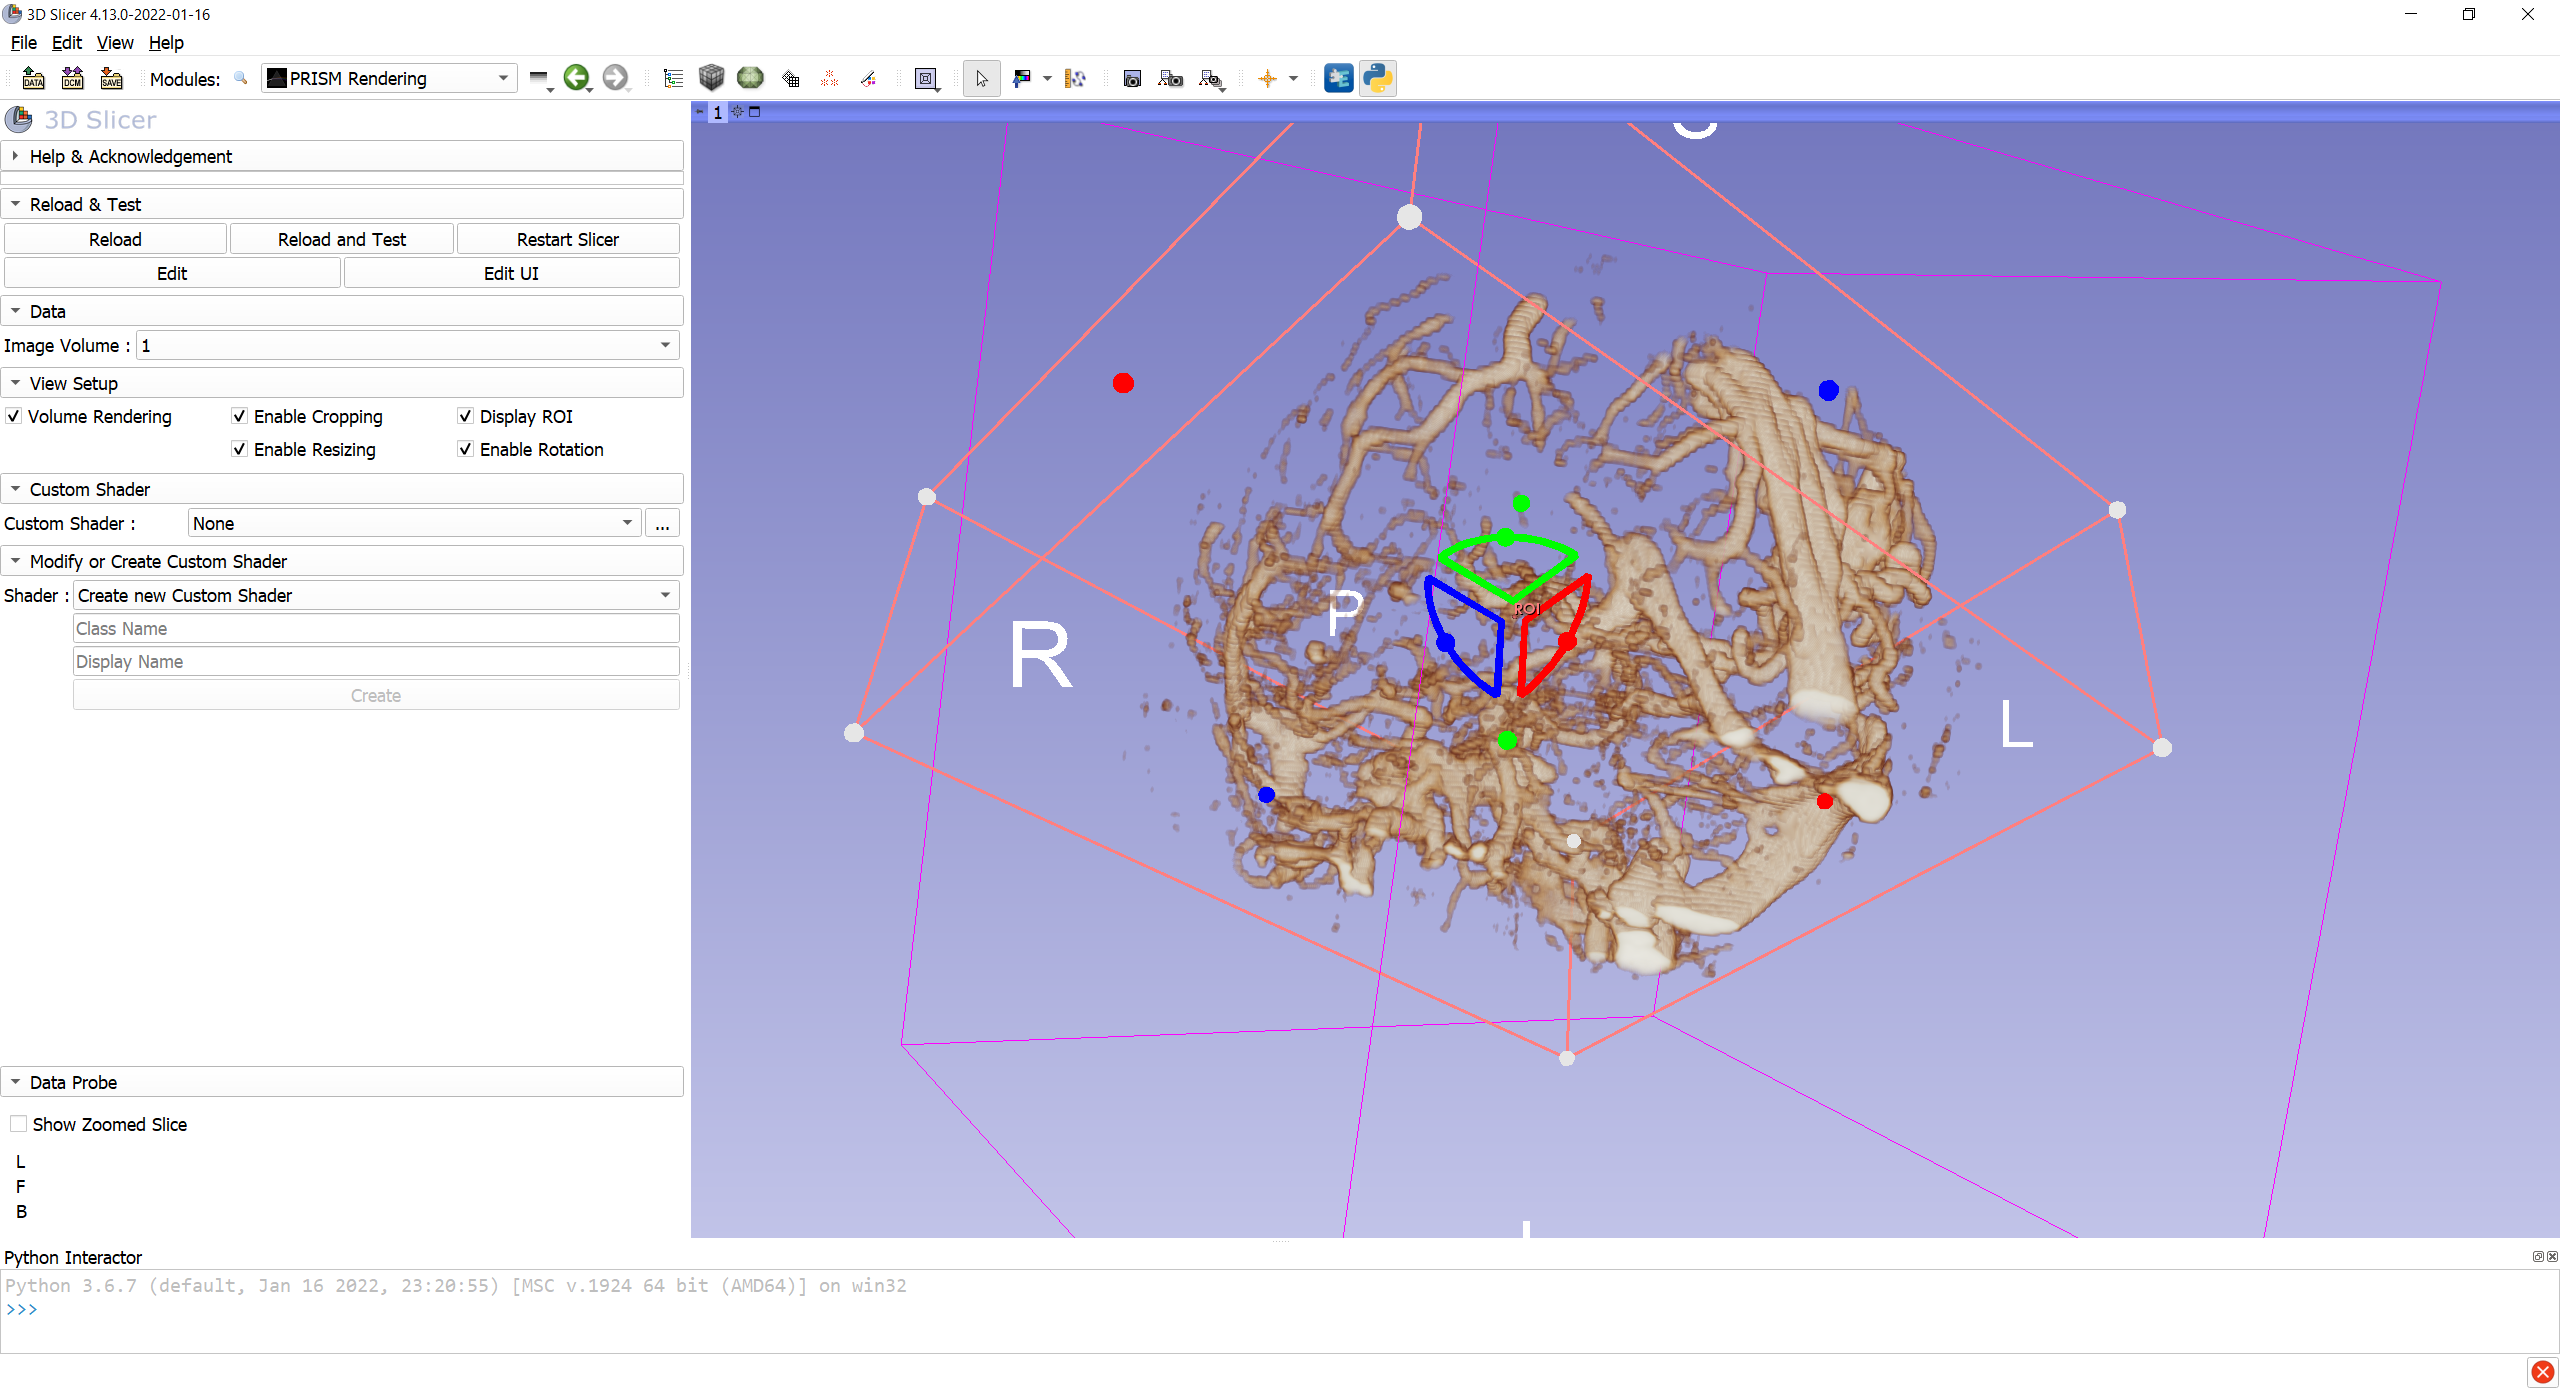 3D Slicer 4.13.0-2022-01-16
File Edit View Help
DATA DCM SAVE Modules: PRISM Rendering
1
3D Slicer
Help & Acknowledgement
Reload & Test
Reload Reload and Test Restart Slicer
Edit Edit UI
Data
Image Volume : 1
View Setup
Volume Rendering Enable Cropping Display ROI
Enable Resizing Enable Rotation
Custom Shader
Custom Shader : None ...
Modify or Create Custom Shader
Shader : Create new Custom Shader
Class Name
Display Name
Create
S
P
ROI
R
L
I
Data Probe
Show Zoomed Slice
L
F
B
Python Interactor
Python 3.6.7 (default, Jan 16 2022, 23:20:55) [MSC v.1924 64 bit (AMD64)] on win32
>>>